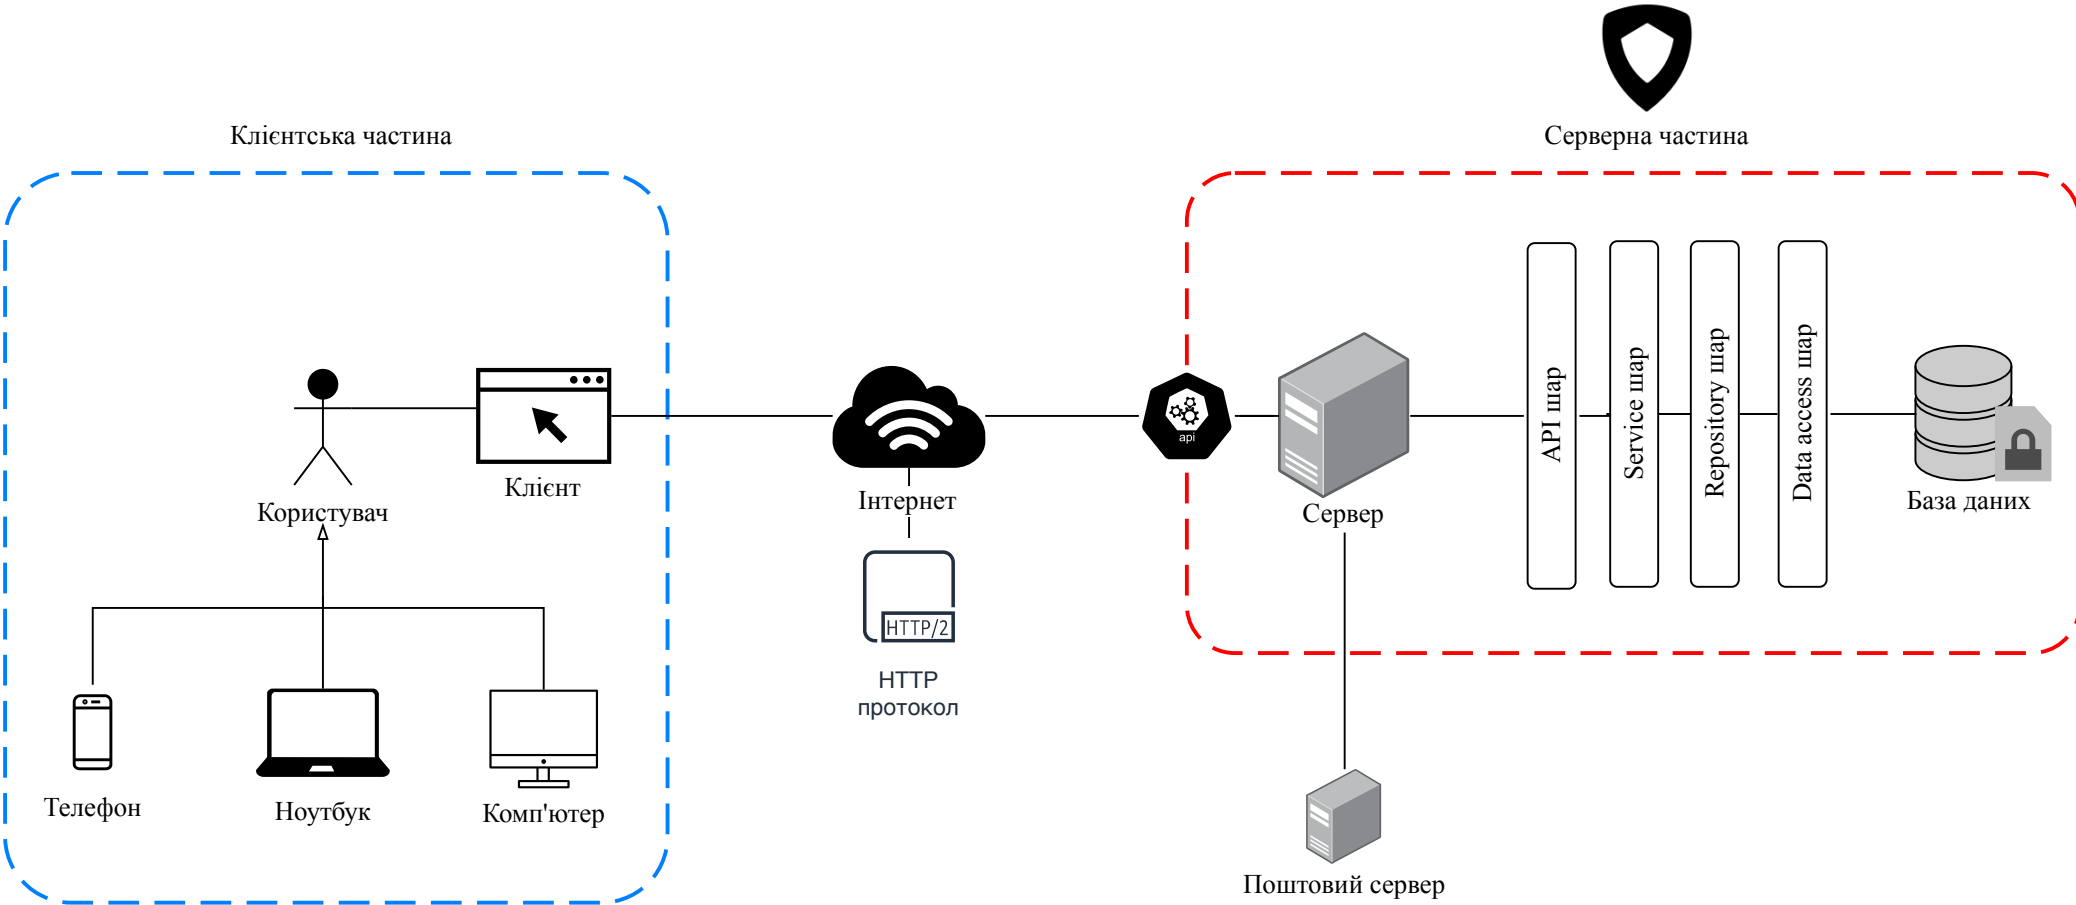 Клієнтська частина
Серверна частина
Користувач
Клієнт
Інтернет
HTTP/2
HTTP
протокол
api
Сервер
API шар
Service шар
Repository шар
Data access шар
База даних
Телефон
Ноутбук
Комп'ютер
Поштовий сервер